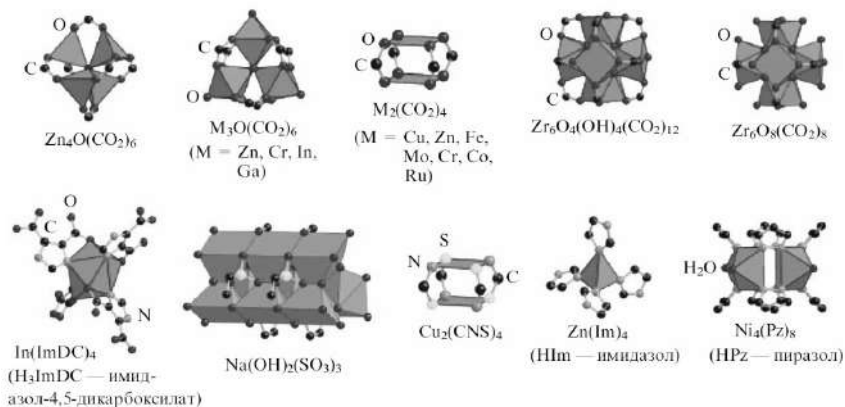 O
C
Zn₄O(CO₂)₆
C
O
M₃O(CO₂)₆
(M = Zn, Cr, In,
Ga)
O
C
M₂(CO₂)₄
(M = Cu, Zn, Fe,
Mo, Cr, Co,
Ru)
O
C
Zr₆O₄(OH)₄(CO₂)₁₂
O
C
Zr₆O₈(CO₂)₈
O
C
N
In(ImDC)₄
(H₃ImDC — имид-
азол-4,5-дикарбоксилат)
Na(OH)₂(SO₃)₃
S
N
C
Cu₂(CNS)₄
Zn(Im)₄
(HIm — имидазол)
H₂O
Ni₄(Pz)₈
(HPz — пиразол)